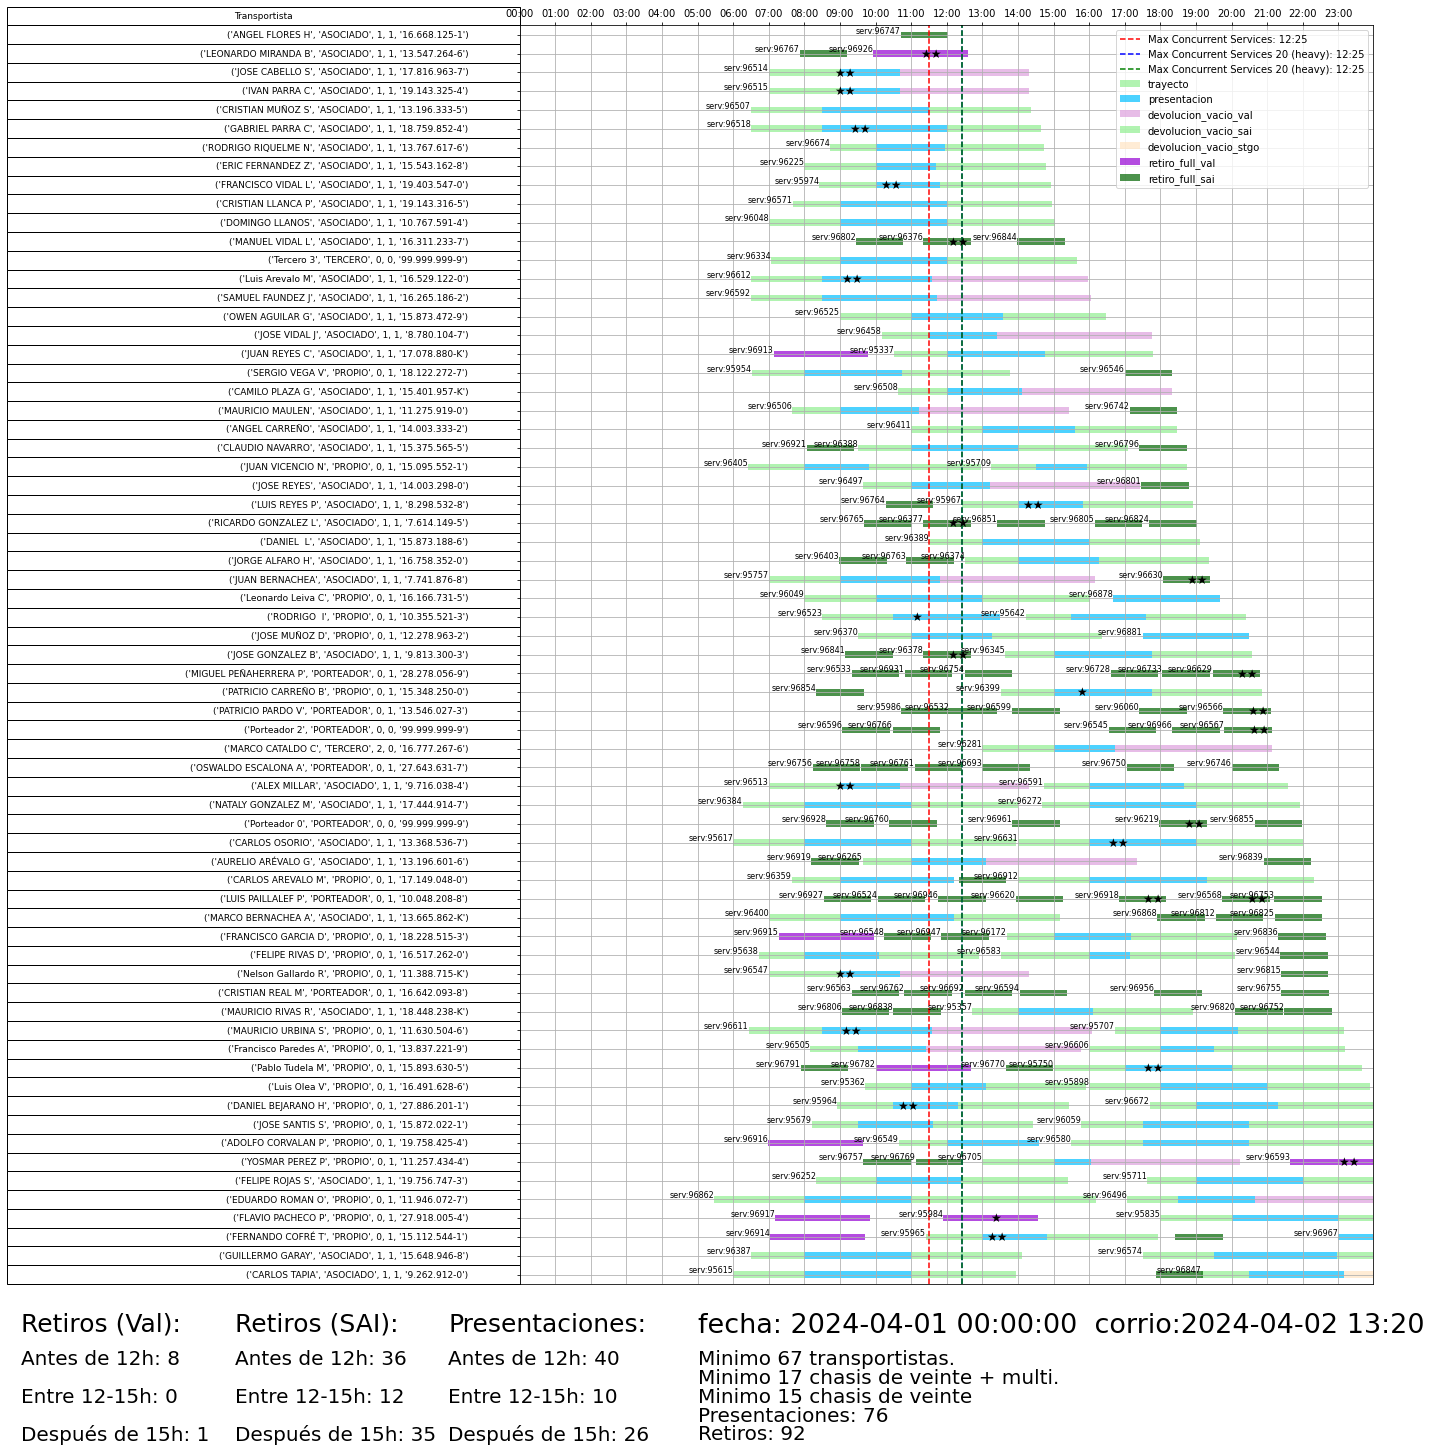 Transportista
00:00 01:00 02:00 03:00 04:00 05:00 06:00 07:00 08:00 09:00 10:00 11:00 12:00 13:00 14:00 15:00 16:00 17:00 18:00 19:00 20:00 21:00 22:00 23:00
Max Concurrent Services: 12:25
Max Concurrent Services 20 (heavy): 12:25
Max Concurrent Services 20 (heavy): 12:25
trayecto
presentacion
devolucion_vacio_val
devolucion_vacio_sai
devolucion_vacio_stgo
retiro_full_val
retiro_full_sai
('ANGEL FLORES H', 'ASOCIADO', 1, 1, '16.668.125-1') serv:96747
('LEONARDO MIRANDA B', 'ASOCIADO', 1, 1, '13.547.264-6') serv:96767 serv:96926
('JOSE CABELLO S', 'ASOCIADO', 1, 1, '17.816.963-7') serv:96514
('IVAN PARRA C', 'ASOCIADO', 1, 1, '19.143.325-4') serv:96515
('CRISTIAN MUÑOZ S', 'ASOCIADO', 1, 1, '13.196.333-5') serv:96507
('GABRIEL PARRA C', 'ASOCIADO', 1, 1, '18.759.852-4') serv:96518
('RODRIGO RIQUELME N', 'ASOCIADO', 1, 1, '13.767.617-6') serv:96674
('ERIC FERNANDEZ Z', 'ASOCIADO', 1, 1, '15.543.162-8') serv:96225
('FRANCISCO VIDAL L', 'ASOCIADO', 1, 1, '19.403.547-0') serv:95974
('CRISTIAN LLANCA P', 'ASOCIADO', 1, 1, '19.143.316-5') serv:96571
('DOMINGO LLANOS', 'ASOCIADO', 1, 1, '10.767.591-4') serv:96048
('MANUEL VIDAL L', 'ASOCIADO', 1, 1, '16.311.233-7') serv:96802 serv:96376 serv:96844
('Tercero 3', 'TERCERO', 0, 0, '99.999.999-9') serv:96334
('Luis Arevalo M', 'ASOCIADO', 1, 1, '16.529.122-0') serv:96612
('SAMUEL FAUNDEZ J', 'ASOCIADO', 1, 1, '16.265.186-2') serv:96592
('OWEN AGUILAR G', 'ASOCIADO', 1, 1, '15.873.472-9') serv:96525
('JOSE VIDAL J', 'ASOCIADO', 1, 1, '8.780.104-7') serv:96458
('JUAN REYES C', 'ASOCIADO', 1, 1, '17.078.880-K') serv:96913 serv:95337
('SERGIO VEGA V', 'PROPIO', 0, 1, '18.122.272-7') serv:95954 serv:96546
('CAMILO PLAZA G', 'ASOCIADO', 1, 1, '15.401.957-K') serv:96508
('MAURICIO MAULEN', 'ASOCIADO', 1, 1, '11.275.919-0') serv:96506 serv:96742
('ANGEL CARREÑO', 'ASOCIADO', 1, 1, '14.003.333-2') serv:96411
('CLAUDIO NAVARRO', 'ASOCIADO', 1, 1, '15.375.565-5') serv:96921 serv:96388 serv:96796
('JUAN VICENCIO N', 'PROPIO', 0, 1, '15.095.552-1') serv:96405 serv:95709
('JOSE REYES', 'ASOCIADO', 1, 1, '14.003.298-0') serv:96497 serv:96801
('LUIS REYES P', 'ASOCIADO', 1, 1, '8.298.532-8') serv:96764 serv:95967
('RICARDO GONZALEZ L', 'ASOCIADO', 1, 1, '7.614.149-5') serv:96765 serv:96377 serv:96851 serv:96805 serv:96824
('DANIEL  L', 'ASOCIADO', 1, 1, '15.873.188-6') serv:96389
('JORGE ALFARO H', 'ASOCIADO', 1, 1, '16.758.352-0') serv:96403 serv:96763 serv:96374
('JUAN BERNACHEA', 'ASOCIADO', 1, 1, '7.741.876-8') serv:95757 serv:96630
('Leonardo Leiva C', 'PROPIO', 0, 1, '16.166.731-5') serv:96049 serv:96878
('RODRIGO  I', 'PROPIO', 0, 1, '10.355.521-3') serv:96523 serv:95642
('JOSE MUÑOZ D', 'PROPIO', 0, 1, '12.278.963-2') serv:96370 serv:96881
('JOSE GONZALEZ B', 'ASOCIADO', 1, 1, '9.813.300-3') serv:96841 serv:96378 serv:96345
('MIGUEL PEÑAHERRERA P', 'PORTEADOR', 0, 1, '28.278.056-9') serv:96533 serv:96931 serv:96754 serv:96728 serv:96733 serv:96629
('PATRICIO CARREÑO B', 'PROPIO', 0, 1, '15.348.250-0') serv:96854 serv:96399
('PATRICIO PARDO V', 'PORTEADOR', 0, 1, '13.546.027-3') serv:95986 serv:96532 serv:96599 serv:96060 serv:96566
('Porteador 2', 'PORTEADOR', 0, 0, '99.999.999-9') serv:96596 serv:96766 serv:96545 serv:96966 serv:96567
('MARCO CATALDO C', 'TERCERO', 2, 0, '16.777.267-6') serv:96281
('OSWALDO ESCALONA A', 'PORTEADOR', 0, 1, '27.643.631-7') serv:96756 serv:96758 serv:96761 serv:96693 serv:96750 serv:96746
('ALEX MILLAR', 'ASOCIADO', 1, 1, '9.716.038-4') serv:96513 serv:96591
('NATALY GONZALEZ M', 'ASOCIADO', 1, 1, '17.444.914-7') serv:96384 serv:96272
('Porteador 0', 'PORTEADOR', 0, 0, '99.999.999-9') serv:96928 serv:96760 serv:96961 serv:96219 serv:96855
('CARLOS OSORIO', 'ASOCIADO', 1, 1, '13.368.536-7') serv:95617 serv:96631
('AURELIO ARÉVALO G', 'ASOCIADO', 1, 1, '13.196.601-6') serv:96919 serv:96265 serv:96839
('CARLOS AREVALO M', 'PROPIO', 0, 1, '17.149.048-0') serv:96359 serv:96912
('LUIS PAILLALEF P', 'PORTEADOR', 0, 1, '10.048.208-8') serv:96927 serv:96524 serv:96946 serv:96620 serv:96918 serv:96568 serv:96753
('MARCO BERNACHEA A', 'ASOCIADO', 1, 1, '13.665.862-K') serv:96400 serv:96868 serv:96812 serv:96825
('FRANCISCO GARCIA D', 'PROPIO', 0, 1, '18.228.515-3') serv:96915 serv:96548 serv:96947 serv:96172 serv:96836
('FELIPE RIVAS D', 'PROPIO', 0, 1, '16.517.262-0') serv:95638 serv:96583 serv:96544
('Nelson Gallardo R', 'PROPIO', 0, 1, '11.388.715-K') serv:96547 serv:96815
('CRISTIAN REAL M', 'PORTEADOR', 0, 1, '16.642.093-8') serv:96563 serv:96762 serv:96692 serv:96594 serv:96956 serv:96755
('MAURICIO RIVAS R', 'PROPIO', 0, 1, '18.448.238-K') serv:96806 serv:96838 serv:95357 serv:96820 serv:96752
('MAURICIO URBINA S', 'PROPIO', 0, 1, '11.630.504-6') serv:96611 serv:95707
('Francisco Paredes A', 'PROPIO', 0, 1, '13.837.221-9') serv:96505 serv:96606
('Pablo Tudela M', 'PROPIO', 0, 1, '15.893.630-5') serv:96791 serv:96782 serv:96770 serv:95750
('Luis Olea V', 'PROPIO', 0, 1, '16.491.628-6') serv:95362 serv:95898
('DANIEL BEJARANO H', 'PROPIO', 0, 1, '27.886.201-1') serv:95964 serv:96672
('JOSE SANTIS S', 'PROPIO', 0, 1, '15.872.022-1') serv:95679 serv:96059
('ADOLFO CORVALAN P', 'PROPIO', 0, 1, '19.758.425-4') serv:96916 serv:96549 serv:96580
('YOSMAR PEREZ P', 'PROPIO', 0, 1, '11.257.434-4') serv:96757 serv:96769 serv:96705 serv:96593
('FELIPE ROJAS S', 'ASOCIADO', 1, 1, '19.756.747-3') serv:96252 serv:95711
('EDUARDO ROMAN O', 'PROPIO', 0, 1, '11.946.072-7') serv:96862 serv:96496
('FLAVIO PACHECO P', 'PROPIO', 0, 1, '27.918.005-4') serv:96917 serv:95984 serv:95835
('FERNANDO COFRÉ T', 'PROPIO', 0, 1, '15.112.544-1') serv:96914 serv:95965 serv:96967
('GUILLERMO GARAY', 'ASOCIADO', 1, 1, '15.648.946-8') serv:96387 serv:96574
('CARLOS TAPIA', 'ASOCIADO', 1, 1, '9.262.912-0') serv:95615 serv:96847
Retiros (Val):
Antes de 12h: 8
Entre 12-15h: 0
Después de 15h: 1
Retiros (SAI):
Antes de 12h: 36
Entre 12-15h: 12
Después de 15h: 35
Presentaciones:
Antes de 12h: 40
Entre 12-15h: 10
Después de 15h: 26
fecha: 2024-04-01 00:00:00  corrio:2024-04-02 13:20
Minimo 67 transportistas.
Minimo 17 chasis de veinte + multi.
Minimo 15 chasis de veinte
Presentaciones: 76
Retiros: 92